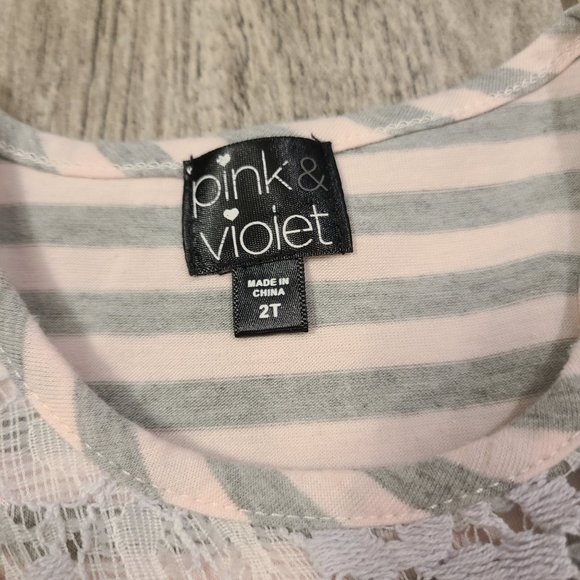 pink &
violet
MADE IN
CHINA
2T